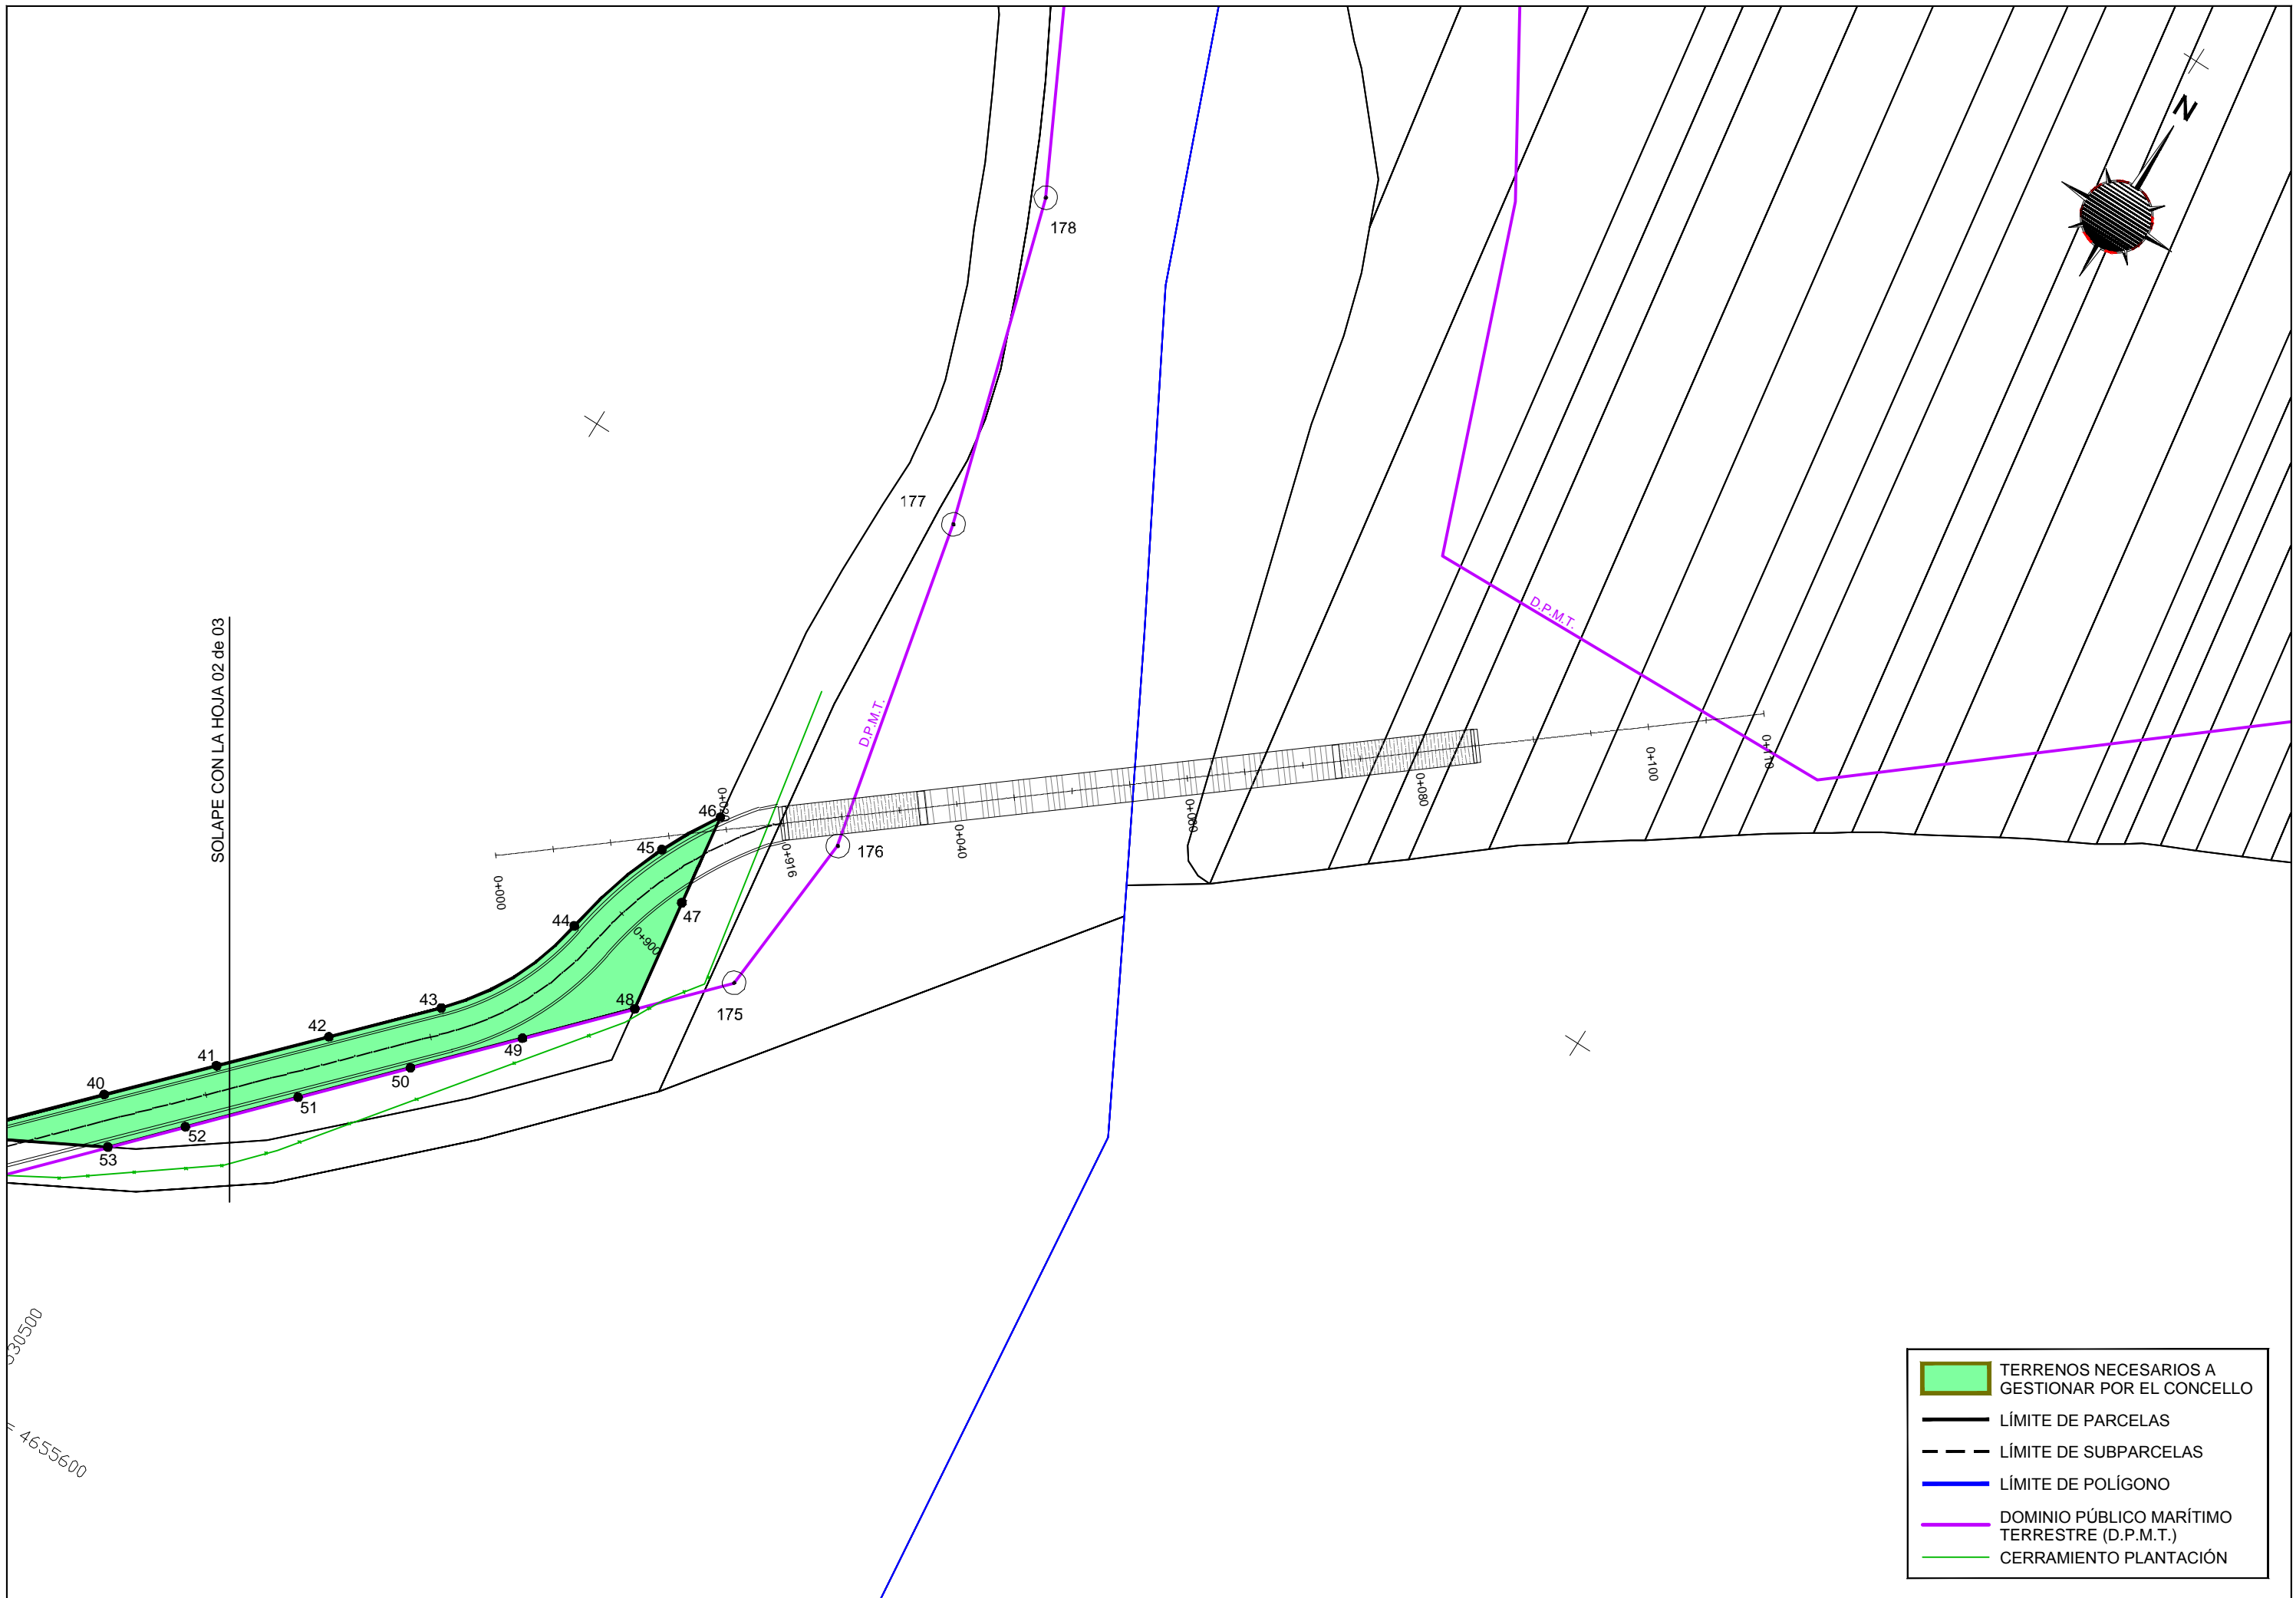 N
178
177
D.P.M.T.
SOLAPE CON LA HOJA 02 de 03
D.P.M.T.
0+110
0+100
0+080
0+060
0+040
0+916
46
45
176
0+000
44
47
0+900
43
48
175
42
49
41
50
40
51
52
53
4655600
TERRENOS NECESARIOS A
GESTIONAR POR EL CONCELLO
LÍMITE DE PARCELAS
LÍMITE DE SUBPARCELAS
LÍMITE DE POLÍGONO
DOMINIO PÚBLICO MARÍTIMO
TERRESTRE (D.P.M.T.)
CERRAMIENTO PLANTACIÓN